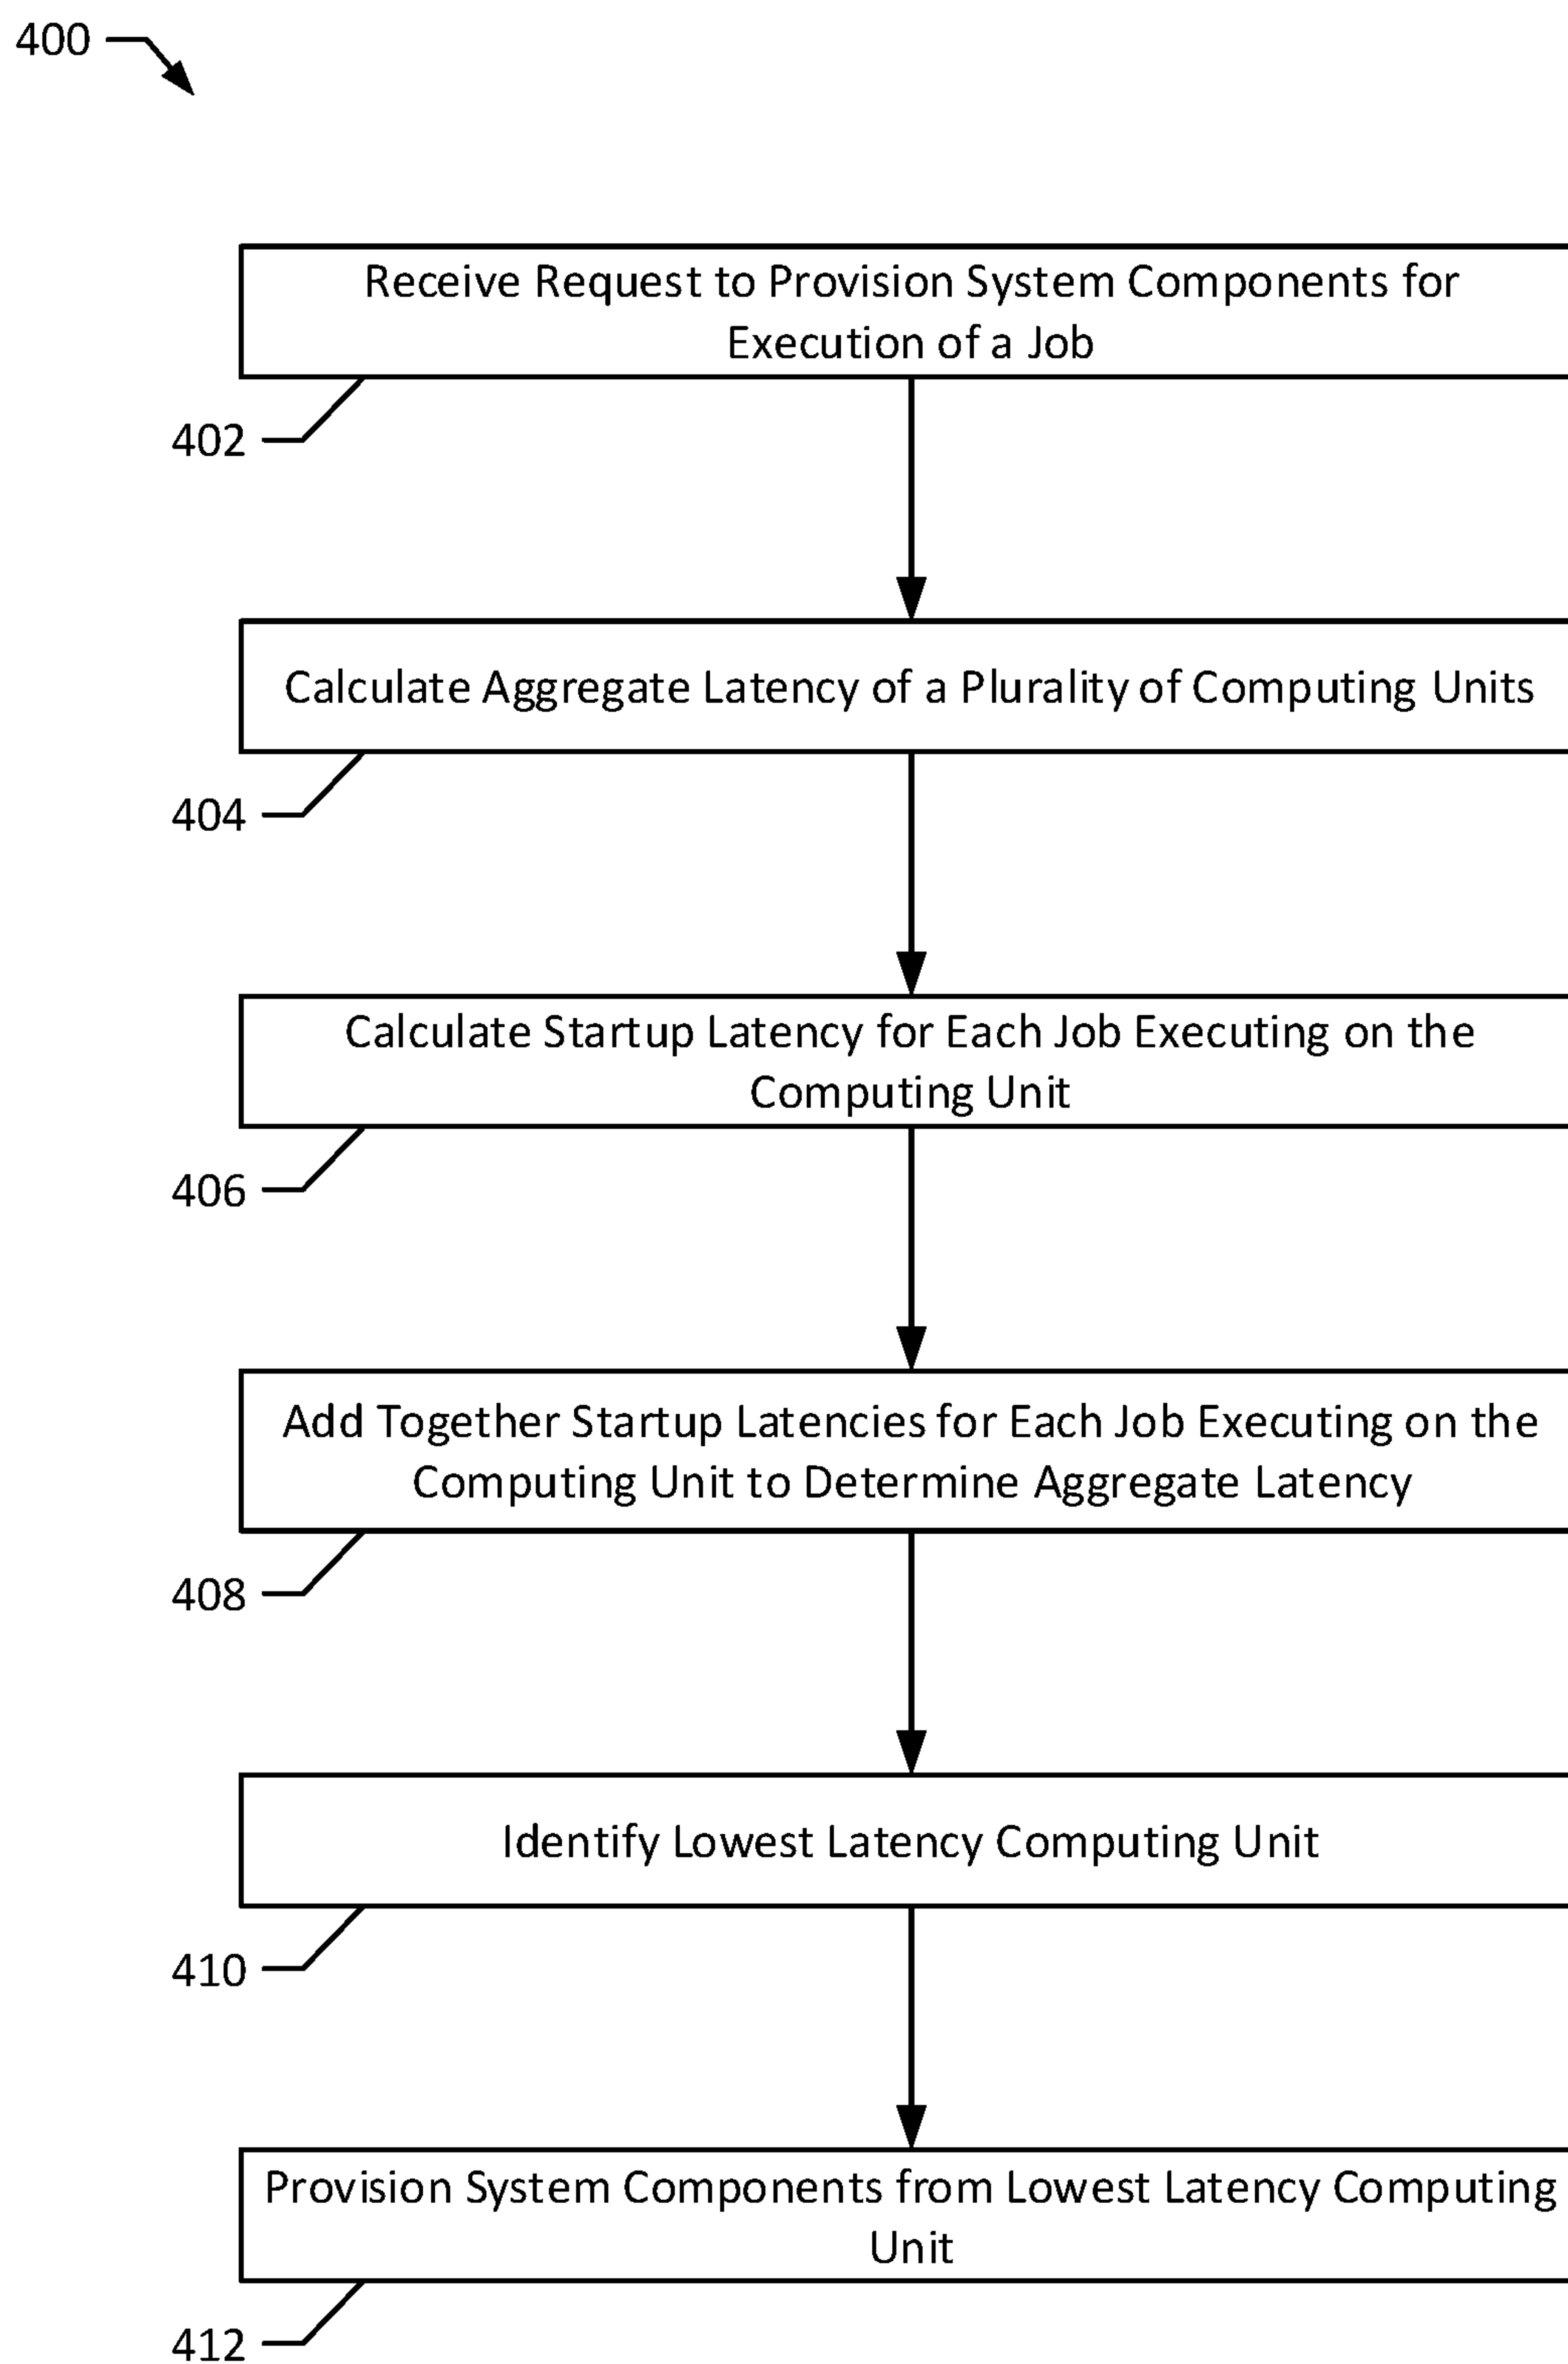 400
Receive Request to Provision System Components for
Execution of a Job
402
Calculate Aggregate Latency of a Plurality of Computing Units
404
Calculate Startup Latency for Each Job Executing on the
Computing Unit
406
Add Together Startup Latencies for Each Job Executing on the
Computing Unit to Determine Aggregate Latency
408
Identify Lowest Latency Computing Unit
410
Provision System Components from Lowest Latency Computing
Unit
412